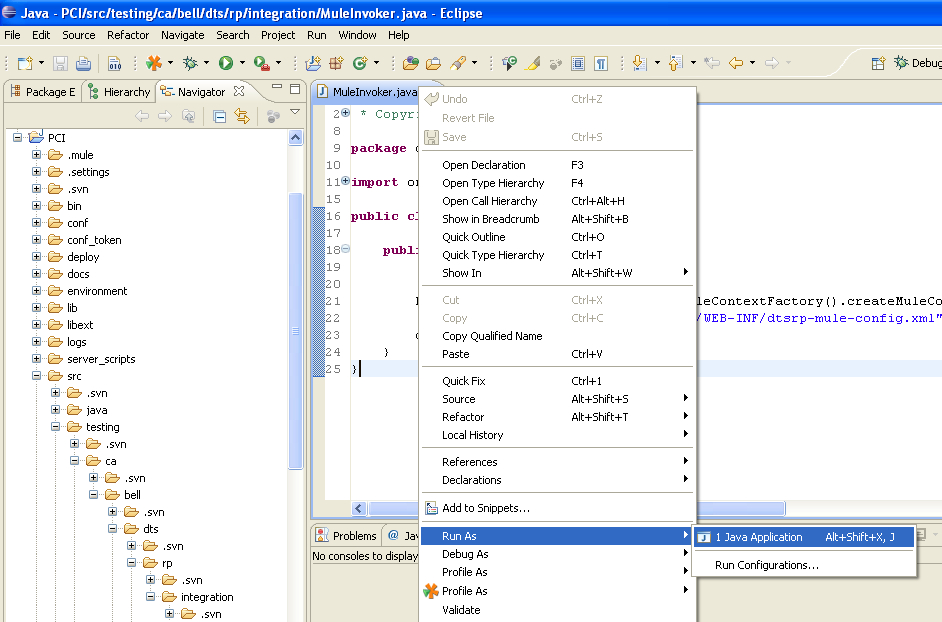 Java - PCI/src/testing/ca/bell/dts/rp/integration/MuleInvoker.java - Eclipse
File Edit Source Refactor Navigate Search Project Run Window Help
Debug
Package E Hierarchy Navigator
PCI
.mule
.settings
.svn
bin
conf
conf_token
deploy
docs
environment
lib
libext
logs
server_scripts
src
.svn
java
testing
.svn
ca
.svn
bell
.svn
dts
.svn
rp
.svn
integration
.svn
MuleInvoker.java
2 * Copyr
8
9 package
10
11 import or
15
16 public cl
17
18 publi
19
20
21 leContextFactory().createMuleCo
22 /WEB-INF/dtsrp-mule-config.xml"
23
24 }
25 }
Undo Ctrl+Z
Revert File
Save Ctrl+S
Open Declaration F3
Open Type Hierarchy F4
Open Call Hierarchy Ctrl+Alt+H
Show in Breadcrumb Alt+Shift+B
Quick Outline Ctrl+O
Quick Type Hierarchy Ctrl+T
Show In Alt+Shift+W
Cut Ctrl+X
Copy Ctrl+C
Copy Qualified Name
Paste Ctrl+V
Quick Fix Ctrl+1
Source Alt+Shift+S
Refactor Alt+Shift+T
Local History
References
Declarations
Add to Snippets...
Run As
Debug As
Profile As
Profile As
Validate
1 Java Application Alt+Shift+X, J
Run Configurations...
Problems @ Jav
No consoles to display